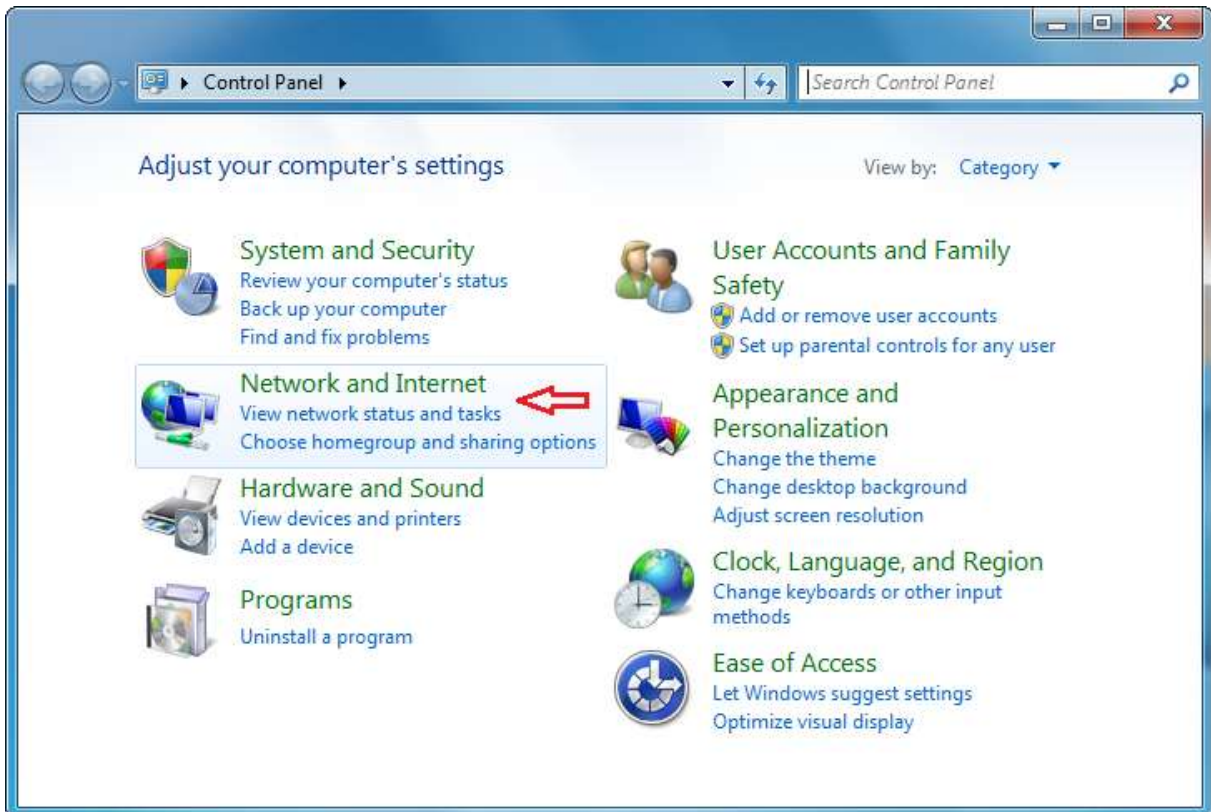 Control Panel
Search Control Panel
Adjust your computer's settings
View by: Category
System and Security
Review your computer's status
Back up your computer
Find and fix problems
Network and Internet
View network status and tasks
Choose homegroup and sharing options
Hardware and Sound
View devices and printers
Add a device
Programs
Uninstall a program
User Accounts and Family
Safety
Add or remove user accounts
Set up parental controls for any user
Appearance and
Personalization
Change the theme
Change desktop background
Adjust screen resolution
Clock, Language, and Region
Change keyboards or other input
methods
Ease of Access
Let Windows suggest settings
Optimize visual display